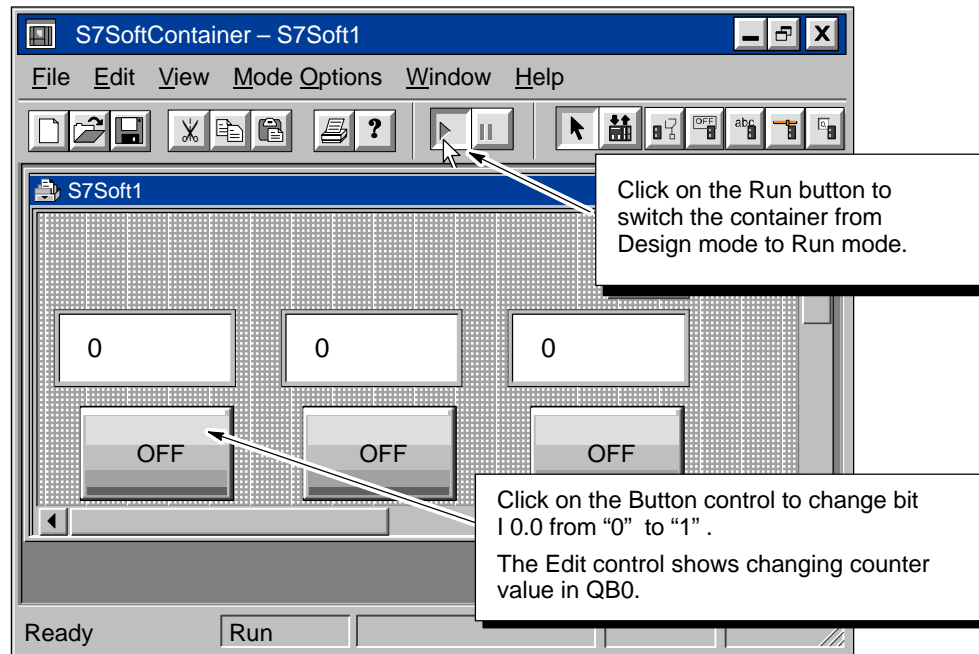 S7SoftContainer – S7Soft1
File Edit View Mode Options Window Help
?
OFF
abc
S7Soft1
Click on the Run button to
switch the container from
Design mode to Run mode.
0 0 0
OFF OFF OFF
Click on the Button control to change bit
I 0.0 from “0” to “1” .
The Edit control shows changing counter
value in QB0.
Ready Run